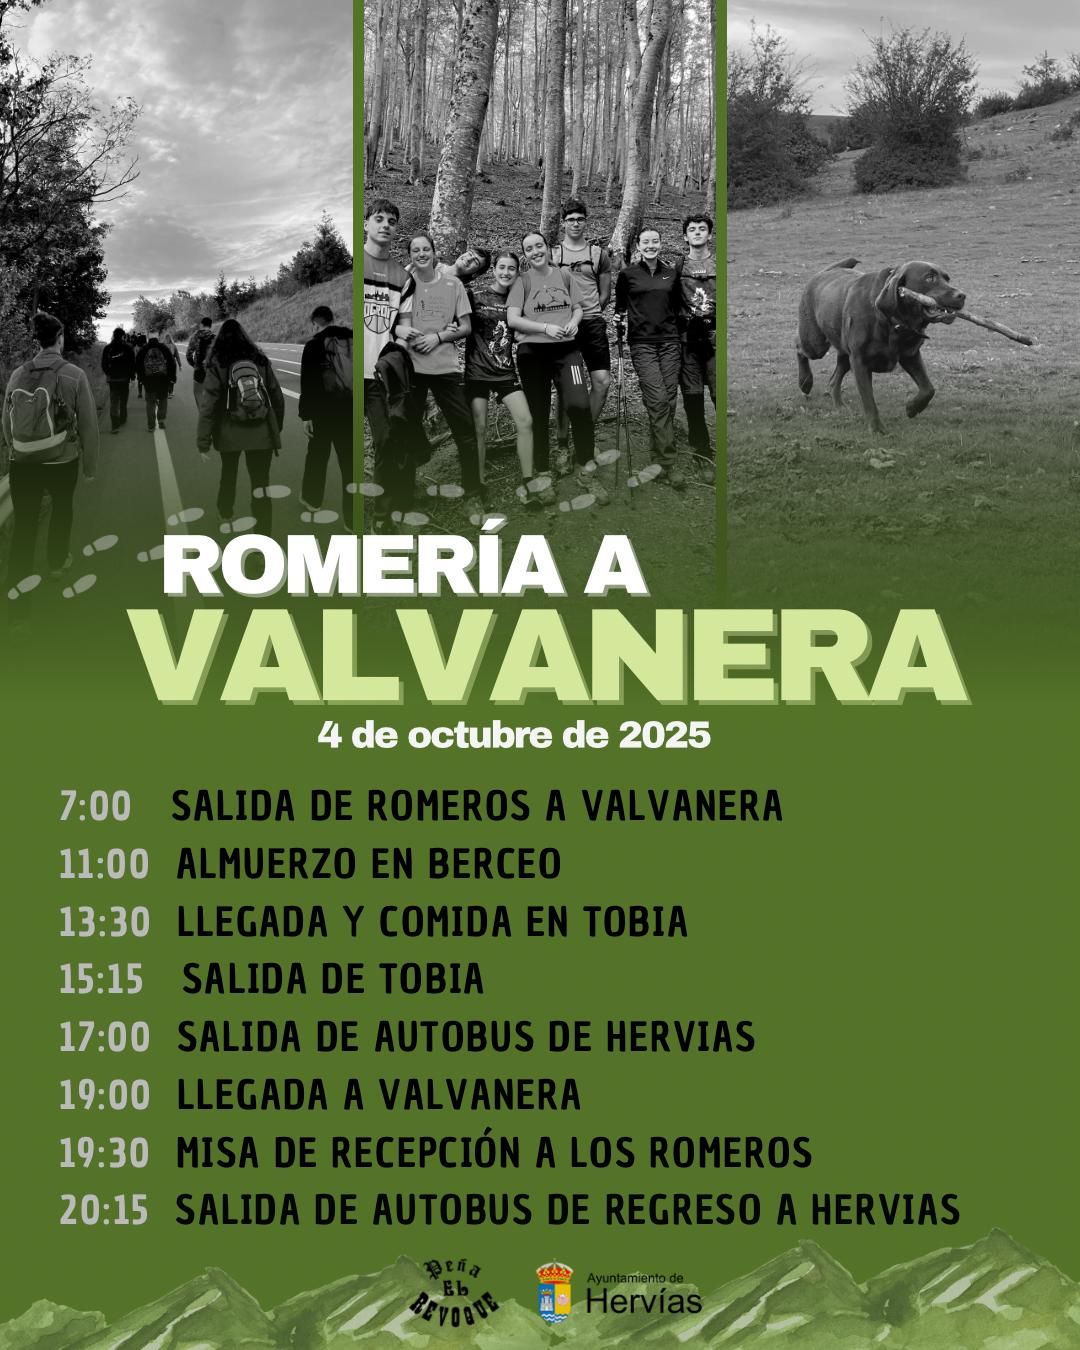 ROMERÍA A
VALVANERA
4 de octubre de 2025
7:00 SALIDA DE ROMEROS A VALVANERA
11:00 ALMUERZO EN BERCEO
13:30 LLEGADA Y COMIDA EN TOBIA
15:15 SALIDA DE TOBIA
17:00 SALIDA DE AUTOBUS DE HERVIAS
19:00 LLEGADA A VALVANERA
19:30 MISA DE RECEPCIÓN A LOS ROMEROS
20:15 SALIDA DE AUTOBUS DE REGRESO A HERVIAS
Peña
EL
REVOQUE
Ayuntamiento de
Hervías